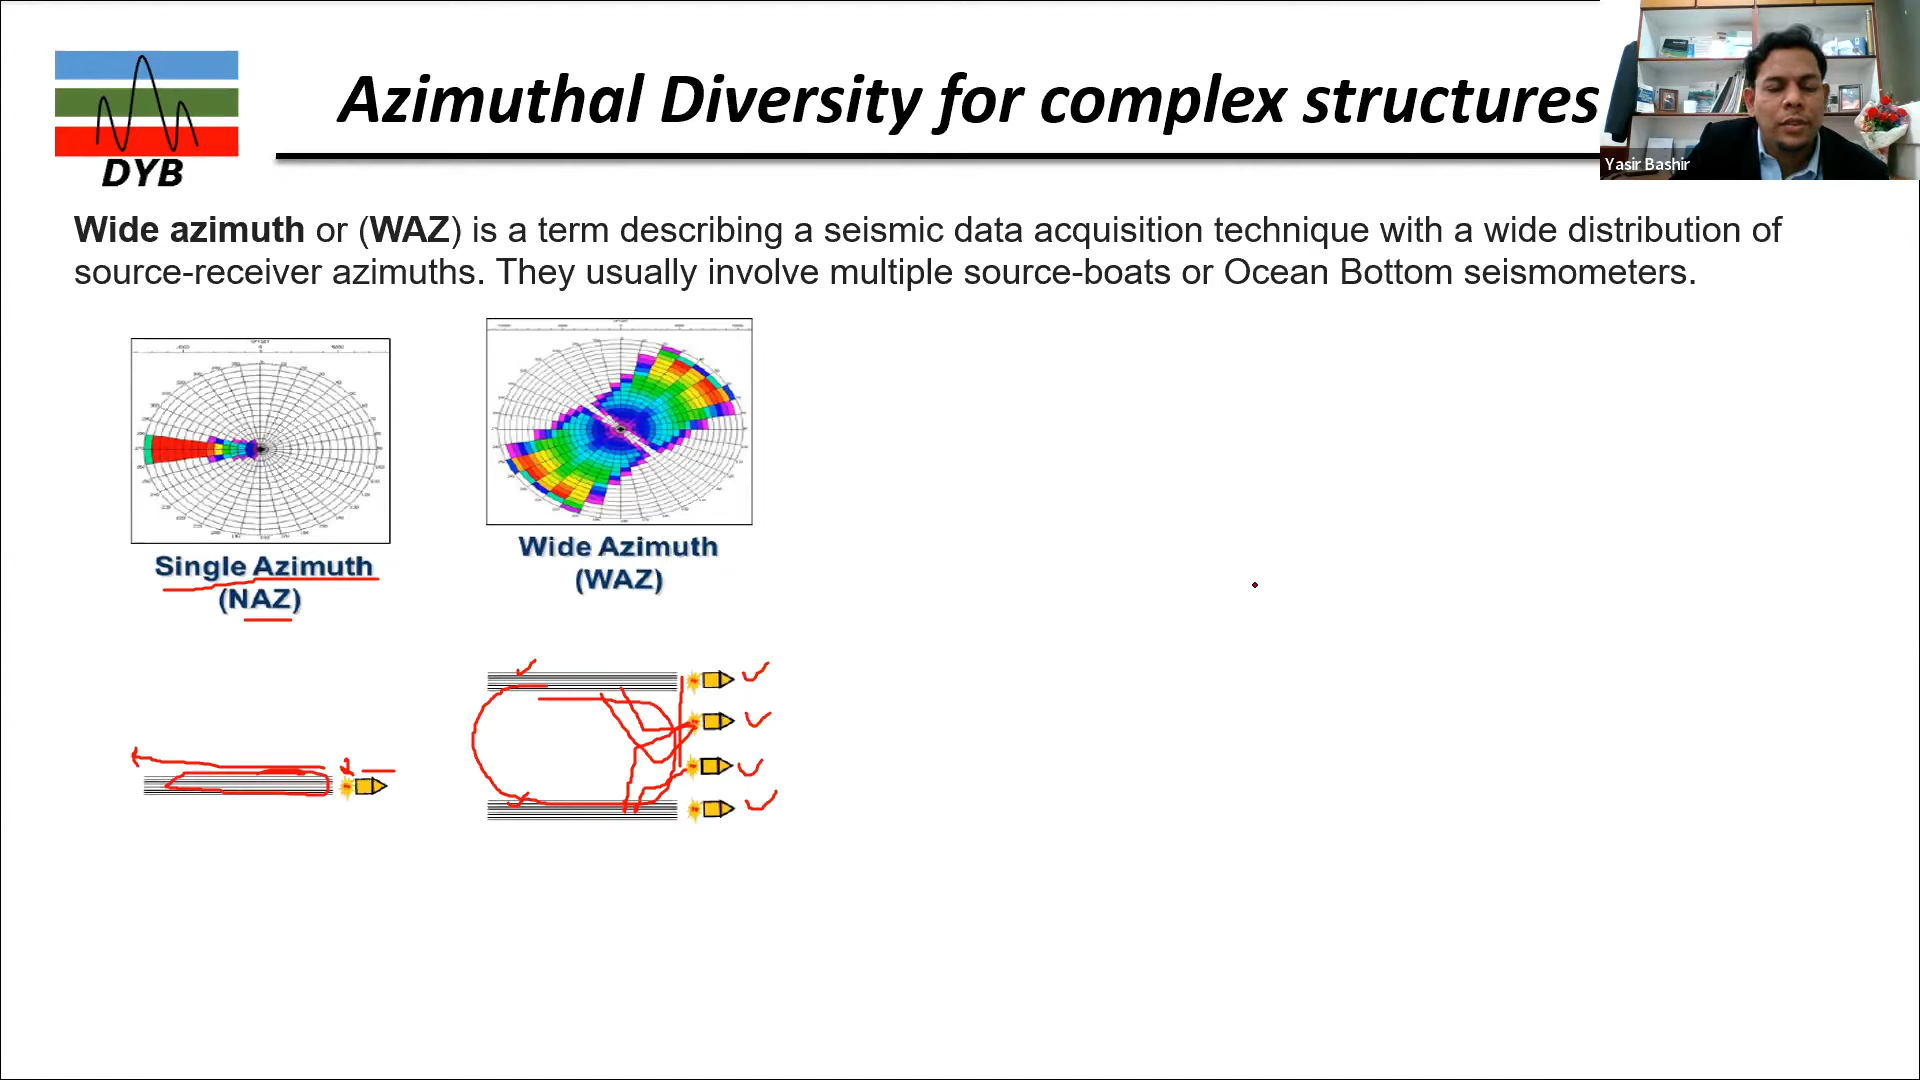 Azimuthal Diversity for complex structures
DYB
Yasir Bashir
Wide azimuth or (WAZ) is a term describing a seismic data acquisition technique with a wide distribution of
source-receiver azimuths. They usually involve multiple source-boats or Ocean Bottom seismometers.
Single Azimuth
(NAZ)
Wide Azimuth
(WAZ)